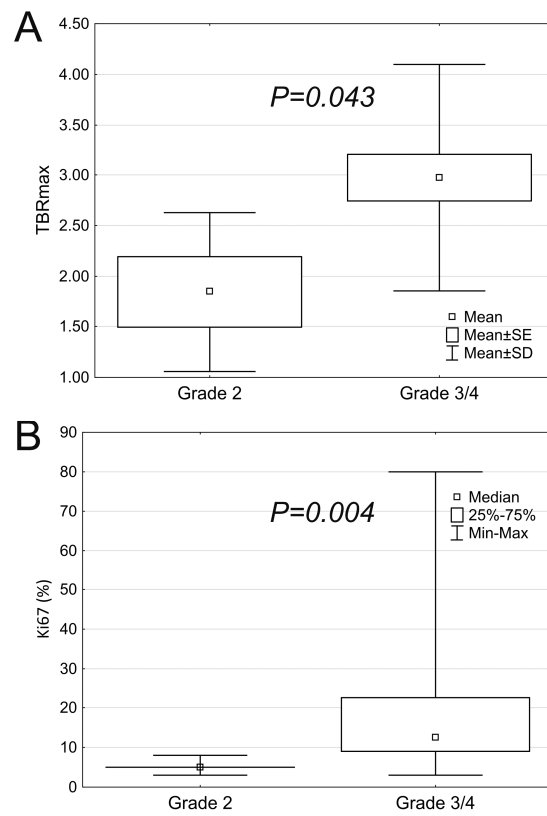 A
4.50
4.00
3.50
3.00
2.50
2.00
1.50
1.00
TBRmax
P=0.043
Mean
Mean±SE
Mean±SD
Grade 2 Grade 3/4
B
90
80
70
60
50
40
30
20
10
0
Ki67 (%)
P=0.004
Median
25%-75%
Min-Max
Grade 2 Grade 3/4